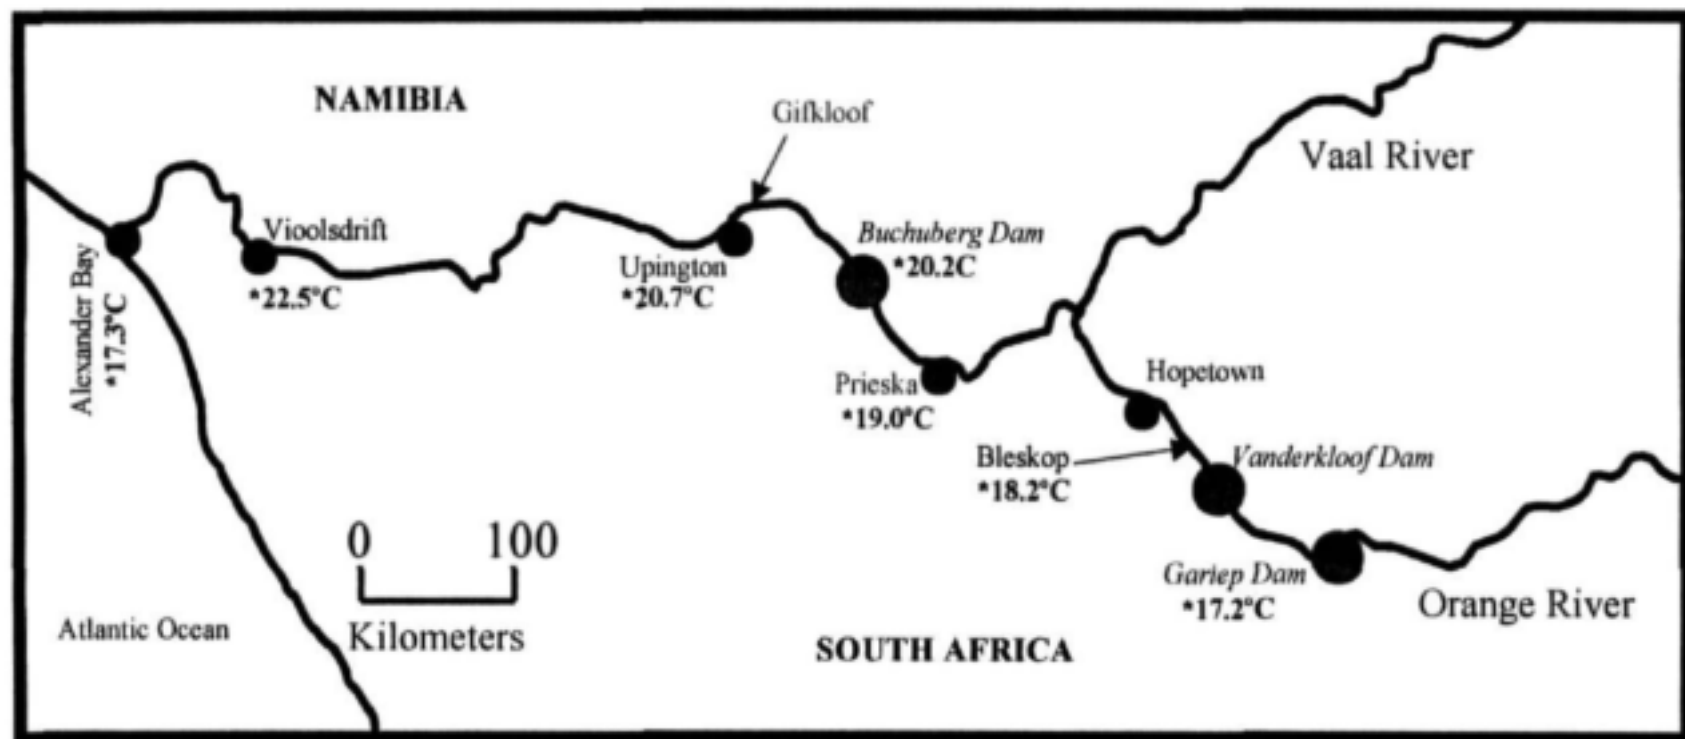 NAMIBIA
Gifkloof
Vaal River
Vioolsdrift
*22.5°C
Alexander Bay
*17.3°C
Upington
*20.7°C
Buchuberg Dam
*20.2C
Prieska
*19.0°C
Hopetown
Bleskop
*18.2°C
Vanderkloof Dam
Gariep Dam
*17.2°C
Orange River
0 100
Kilometers
Atlantic Ocean
SOUTH AFRICA